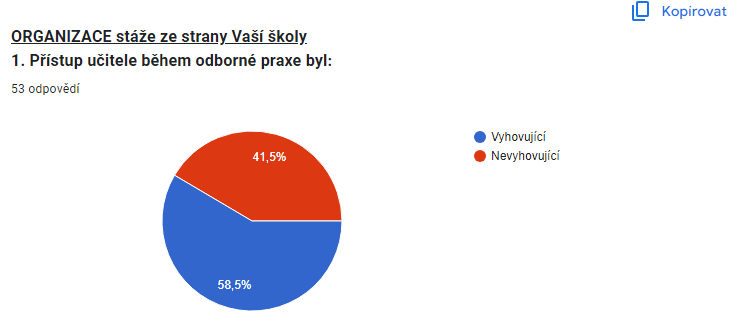 Kopírovat
ORGANIZACE stáže ze strany Vaší školy
1. Přístup učitele během odborné praxe byl:
53 odpovědí
Vyhovující
Nevyhovující
41,5%
58,5%